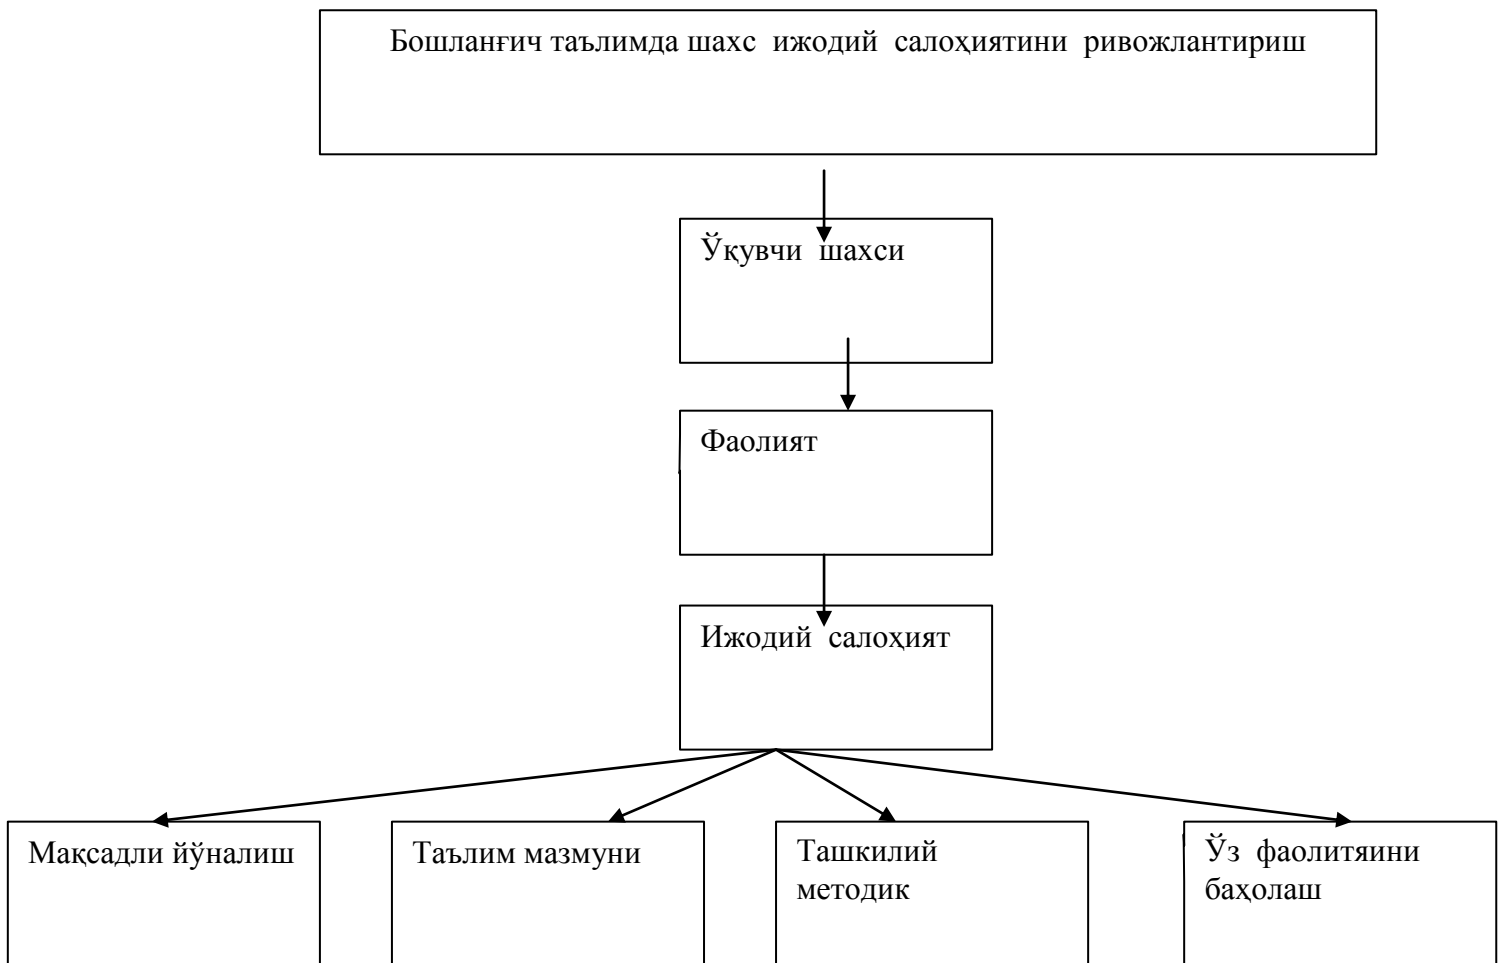 Бошланғич таълимда шахс ижодий салоҳиятини ривожлантириш
Ўқувчи шахси
Фаолият
Ижодий салоҳият
Мақсадли йўналиш
Таълим мазмуни
Ташкилий
методик
Ўз фаолитяини
баҳолаш